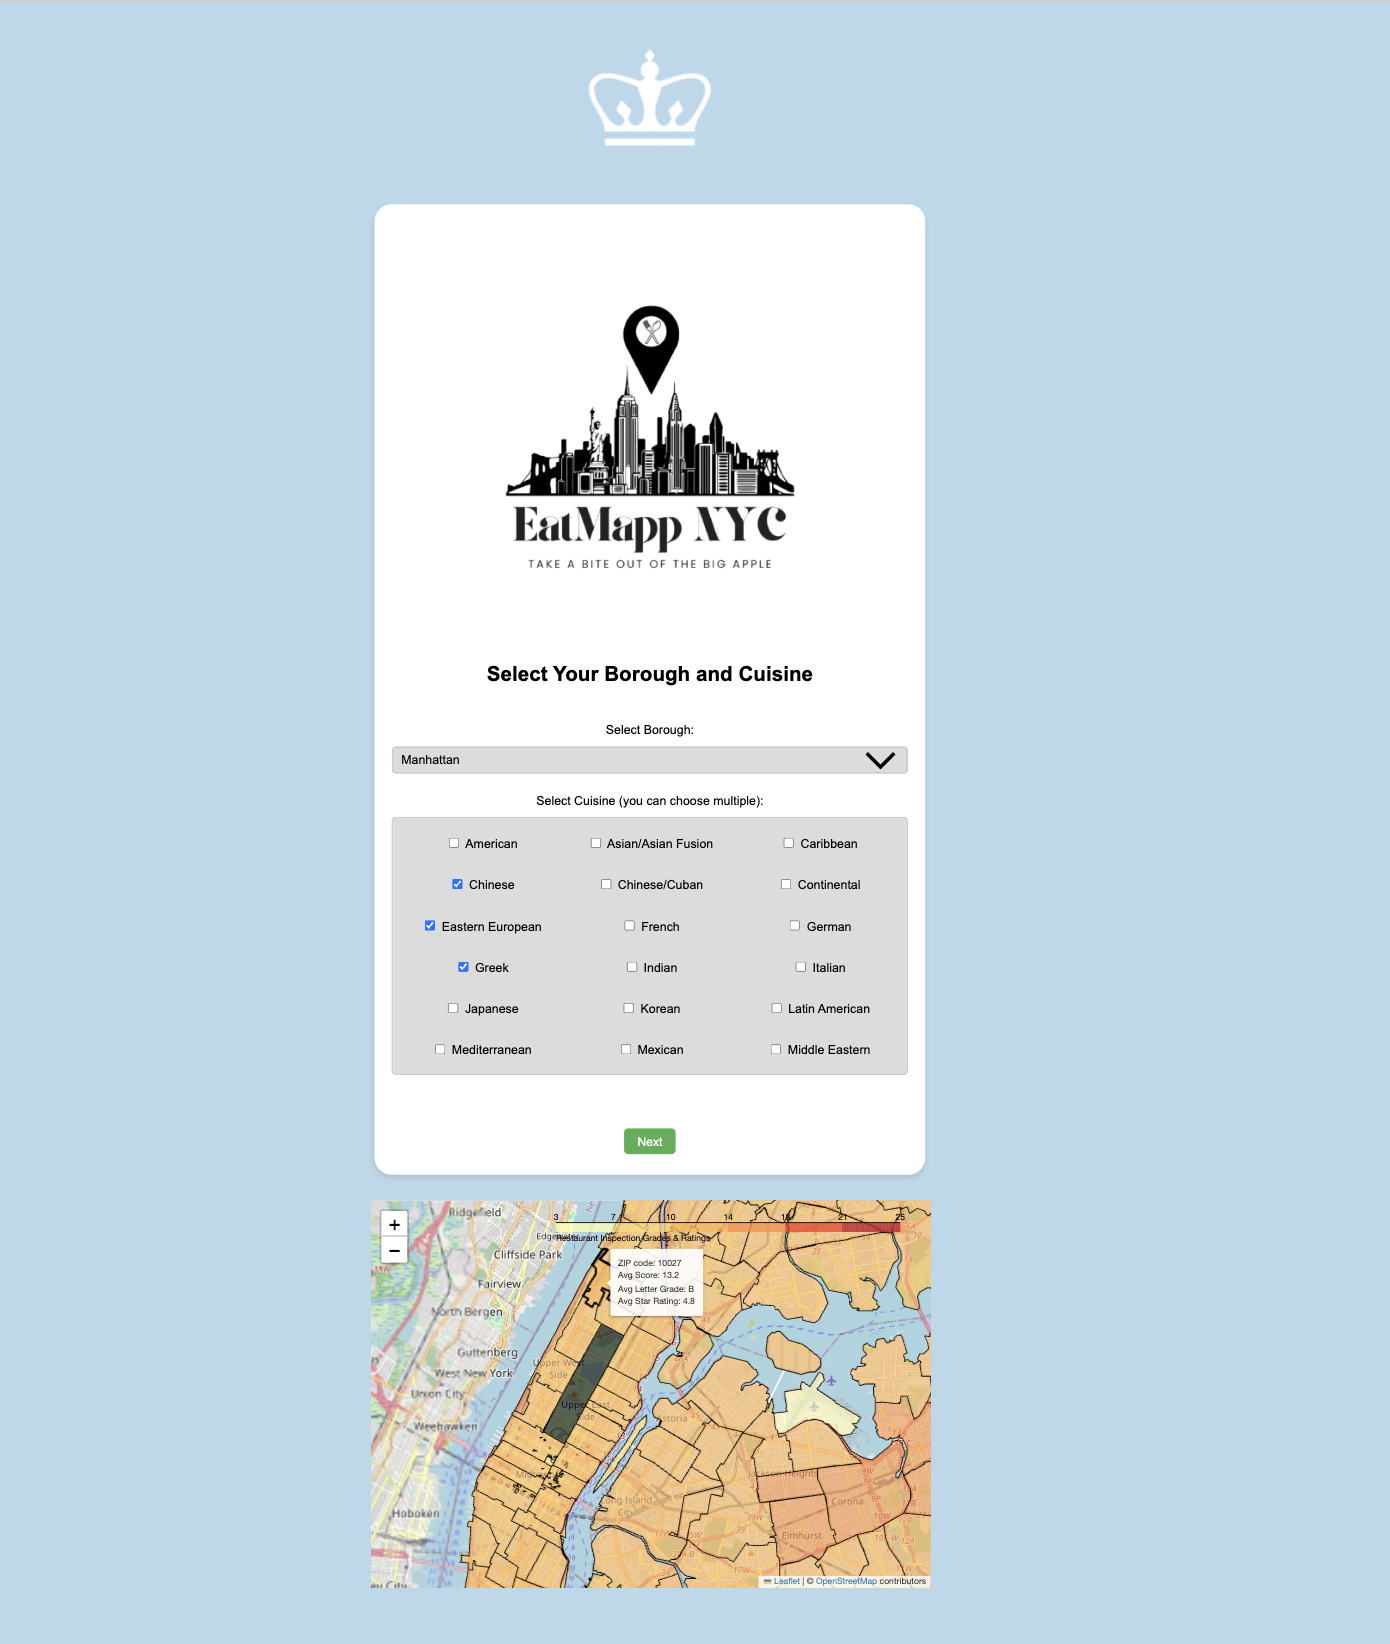 EatMapp NYC
TAKE A BITE OUT OF THE BIG APPLE
Select Your Borough and Cuisine
Select Borough:
Manhattan
Select Cuisine (you can choose multiple):
American Asian/Asian Fusion Caribbean
Chinese Chinese/Cuban Continental
Eastern European French German
Greek Indian Italian
Japanese Korean Latin American
Mediterranean Mexican Middle Eastern
Next
+
−
3 7 10 14 18 21 25
Restaurant Inspection Grades & Ratings
ZIP code: 10027
Avg Score: 13.2
Avg Letter Grade: B
Avg Star Rating: 4.8
Ridgefield
Cliffside Park
Fairview
North Bergen
Guttenberg
West New York
Union City
Weehawken
Hoboken
Upper West
Side
Upper East
Side
Astoria
Long Island
City
Jackson Heights
Corona
Elmhurst
Leaflet | © OpenStreetMap contributors